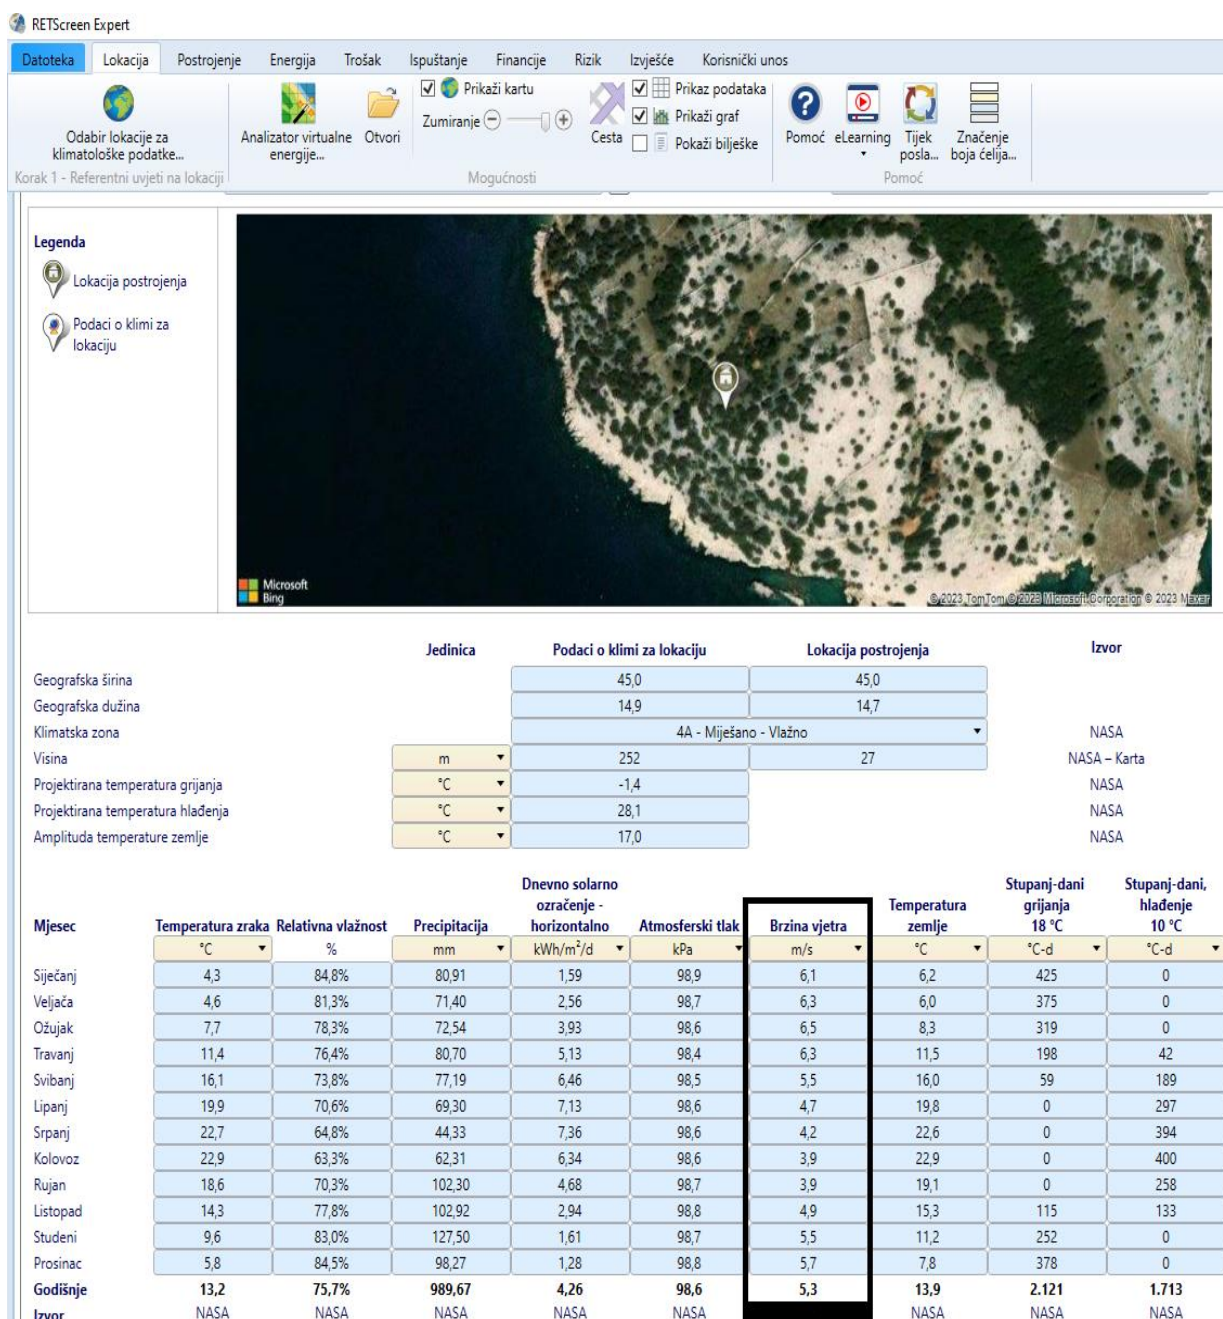 RETScreen Expert
Datoteka Lokacija Postrojenje Energija Trošak Ispuštanje Financije Rizik Izvješće Korisnički unos
Odabir lokacije za
klimatološke podatke...
Korak 1 - Referentni uvjeti na lokaciji
Analizator virtualne
energije...
Otvori
Prikaži kartu
Zumiranje
Cesta
Prikaz podataka
Prikaži graf
Pokaži bilješke
Mogućnosti
Pomoć
eLearning
Tijek
posla...
Značenje
boja ćelija...
Pomoć
Legenda
Lokacija postrojenja
Podaci o klimi za
lokaciju
Microsoft
Bing
© 2023 TomTom © 2023 Microsoft Corporation © 2023 Maxar
Jedinica Podaci o klimi za lokaciju Lokacija postrojenja Izvor
Geografska širina 45,0 45,0
Geografska dužina 14,9 14,7
Klimatska zona 4A - Miješano - Vlažno NASA
Visina m 252 27 NASA – Karta
Projektirana temperatura grijanja °C -1,4 NASA
Projektirana temperatura hlađenja °C 28,1 NASA
Amplituda temperature zemlje °C 17,0 NASA
Mjesec Temperatura zraka Relativna vlažnost Precipitacija Dnevno solarno ozračenje - horizontalno Atmosferski tlak Brzina vjetra Temperatura zemlje Stupanj-dani grijanja 18 °C Stupanj-dani, hlađenje 10 °C
°C % mm kWh/m²/d kPa m/s °C °C-d °C-d
Siječanj 4,3 84,8% 80,91 1,59 98,9 6,1 6,2 425 0
Veljača 4,6 81,3% 71,40 2,56 98,7 6,3 6,0 375 0
Ožujak 7,7 78,3% 72,54 3,93 98,6 6,5 8,3 319 0
Travanj 11,4 76,4% 80,70 5,13 98,4 6,3 11,5 198 42
Svibanj 16,1 73,8% 77,19 6,46 98,5 5,5 16,0 59 189
Lipanj 19,9 70,6% 69,30 7,13 98,6 4,7 19,8 0 297
Srpanj 22,7 64,8% 44,33 7,36 98,6 4,2 22,6 0 394
Kolovoz 22,9 63,3% 62,31 6,34 98,6 3,9 22,9 0 400
Rujan 18,6 70,3% 102,30 4,68 98,7 3,9 19,1 0 258
Listopad 14,3 77,8% 102,92 2,94 98,8 4,9 15,3 115 133
Studeni 9,6 83,0% 127,50 1,61 98,7 5,5 11,2 252 0
Prosinac 5,8 84,5% 98,27 1,28 98,8 5,7 7,8 378 0
Godišnje 13,2 75,7% 989,67 4,26 98,6 5,3 13,9 2.121 1.713
Izvor NASA NASA NASA NASA NASA NASA NASA NASA